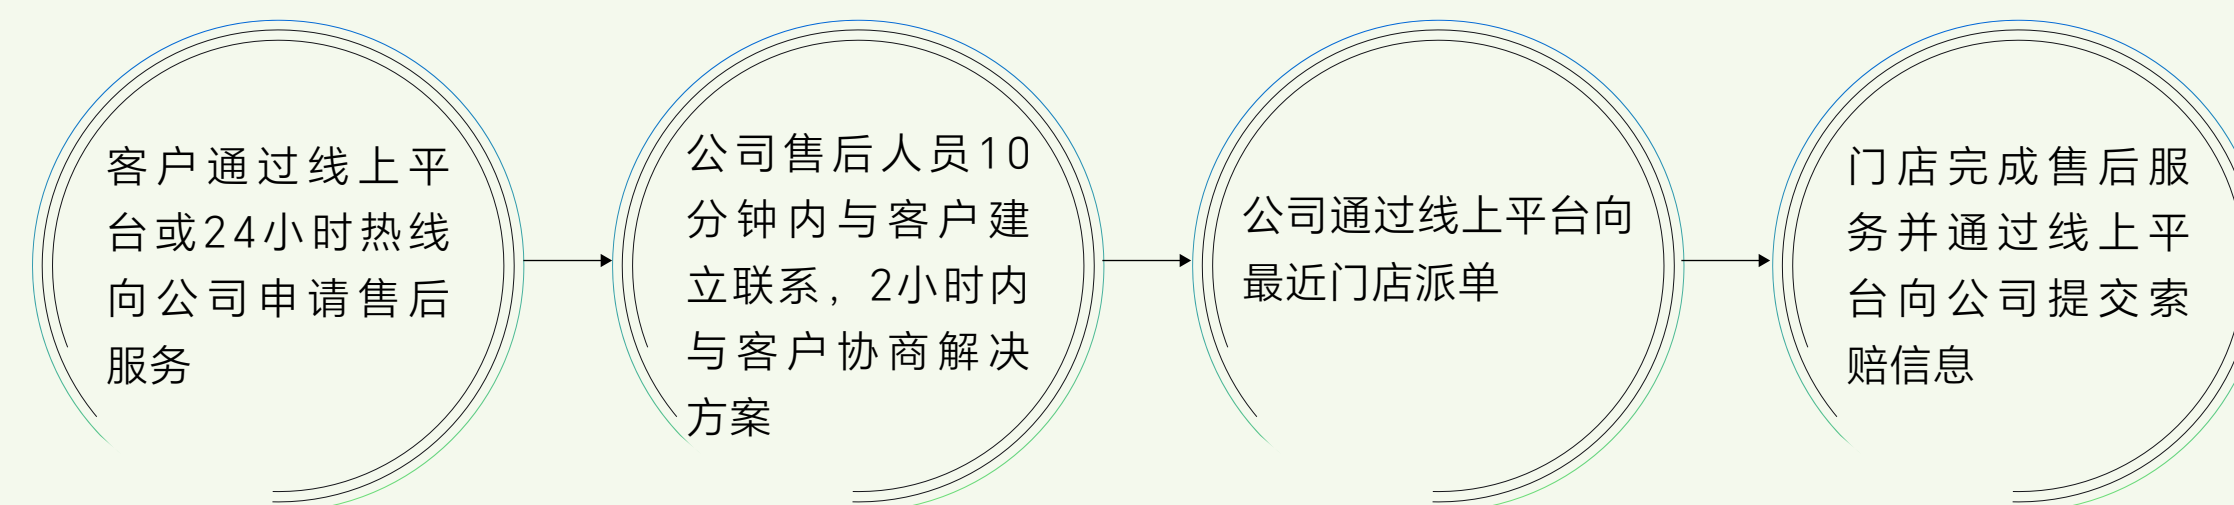 客户通过线上平
台或24小时热线
向公司申请售后
服务
公司售后人员10
分钟内与客户建
立联系，2小时内
与客户协商解决
方案
公司通过线上平台向
最近门店派单
门店完成售后服
务并通过线上平
台向公司提交索
赔信息